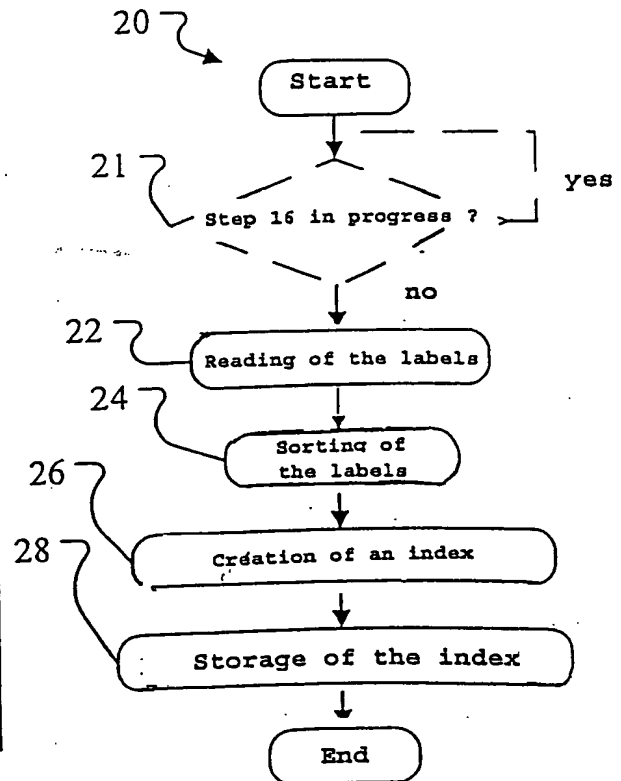 20
Start
21
yes
Step 16 in progress ?
no
22
Reading of the labels
24
Sorting of
the labels
26
Creation of an index
28
Storage of the index
End